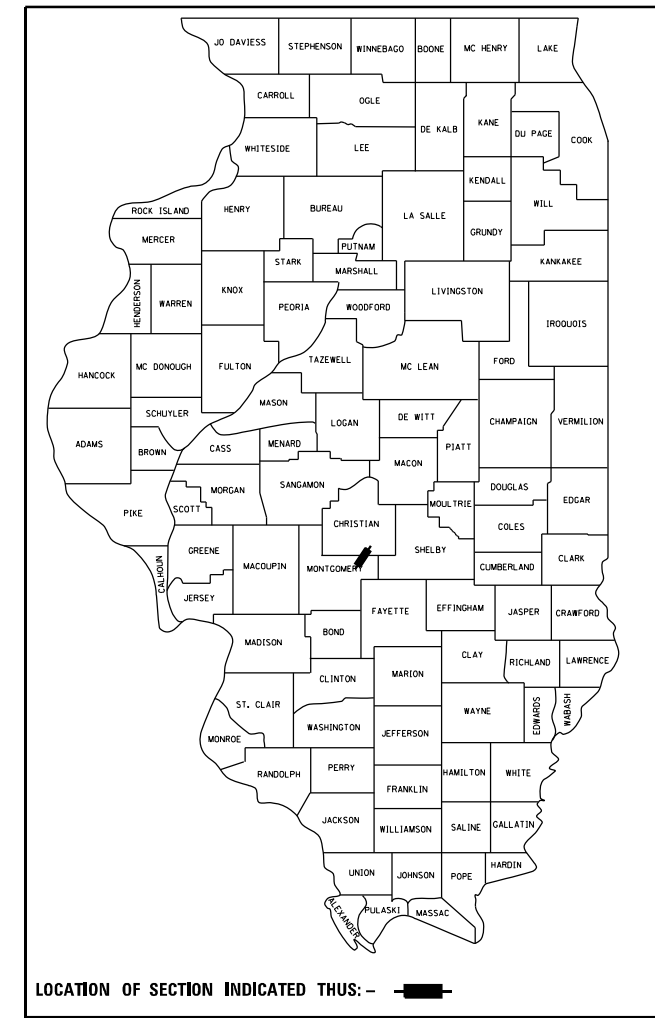 JO DAVIESS STEPHENSON WINNEBAGO BOONE MC HENRY LAKE
CARROLL OGLE DE KALB KANE DU PAGE COOK
WHITESIDE LEE
KENDALL
WILL
ROCK ISLAND HENRY BUREAU LA SALLE
GRUNDY
MERCER PUTNAM
STARK MARSHALL KANKAKEE
HENDERSON WARREN KNOX PEORIA WOODFORD LIVINGSTON
IROQUOIS
HANCOCK MC DONOUGH FULTON TAZEWELL MC LEAN FORD
MASON
SCHUYLER LOGAN DE WITT CHAMPAIGN VERMILION
ADAMS BROWN CASS MENARD PIATT
MACON
MORGAN SANGAMON DOUGLAS EDGAR
PIKE SCOTT CHRISTIAN MOULTRIE COLES
GREENE SHELBY
CALHOUN MACOUPIN MONTGOMERY CUMBERLAND CLARK
JERSEY
FAYETTE EFFINGHAM JASPER CRAWFORD
MADISON BOND
CLAY RICHLAND LAWRENCE
CLINTON MARION
ST. CLAIR WAYNE EDWARDS WABASH
WASHINGTON JEFFERSON
MONROE
PERRY HAMILTON WHITE
RANDOLPH FRANKLIN
JACKSON WILLIAMSON SALINE GALLATIN
HARDIN
UNION JOHNSON POPE
ALEXANDER PULASKI MASSAC
LOCATION OF SECTION INDICATED THUS: -